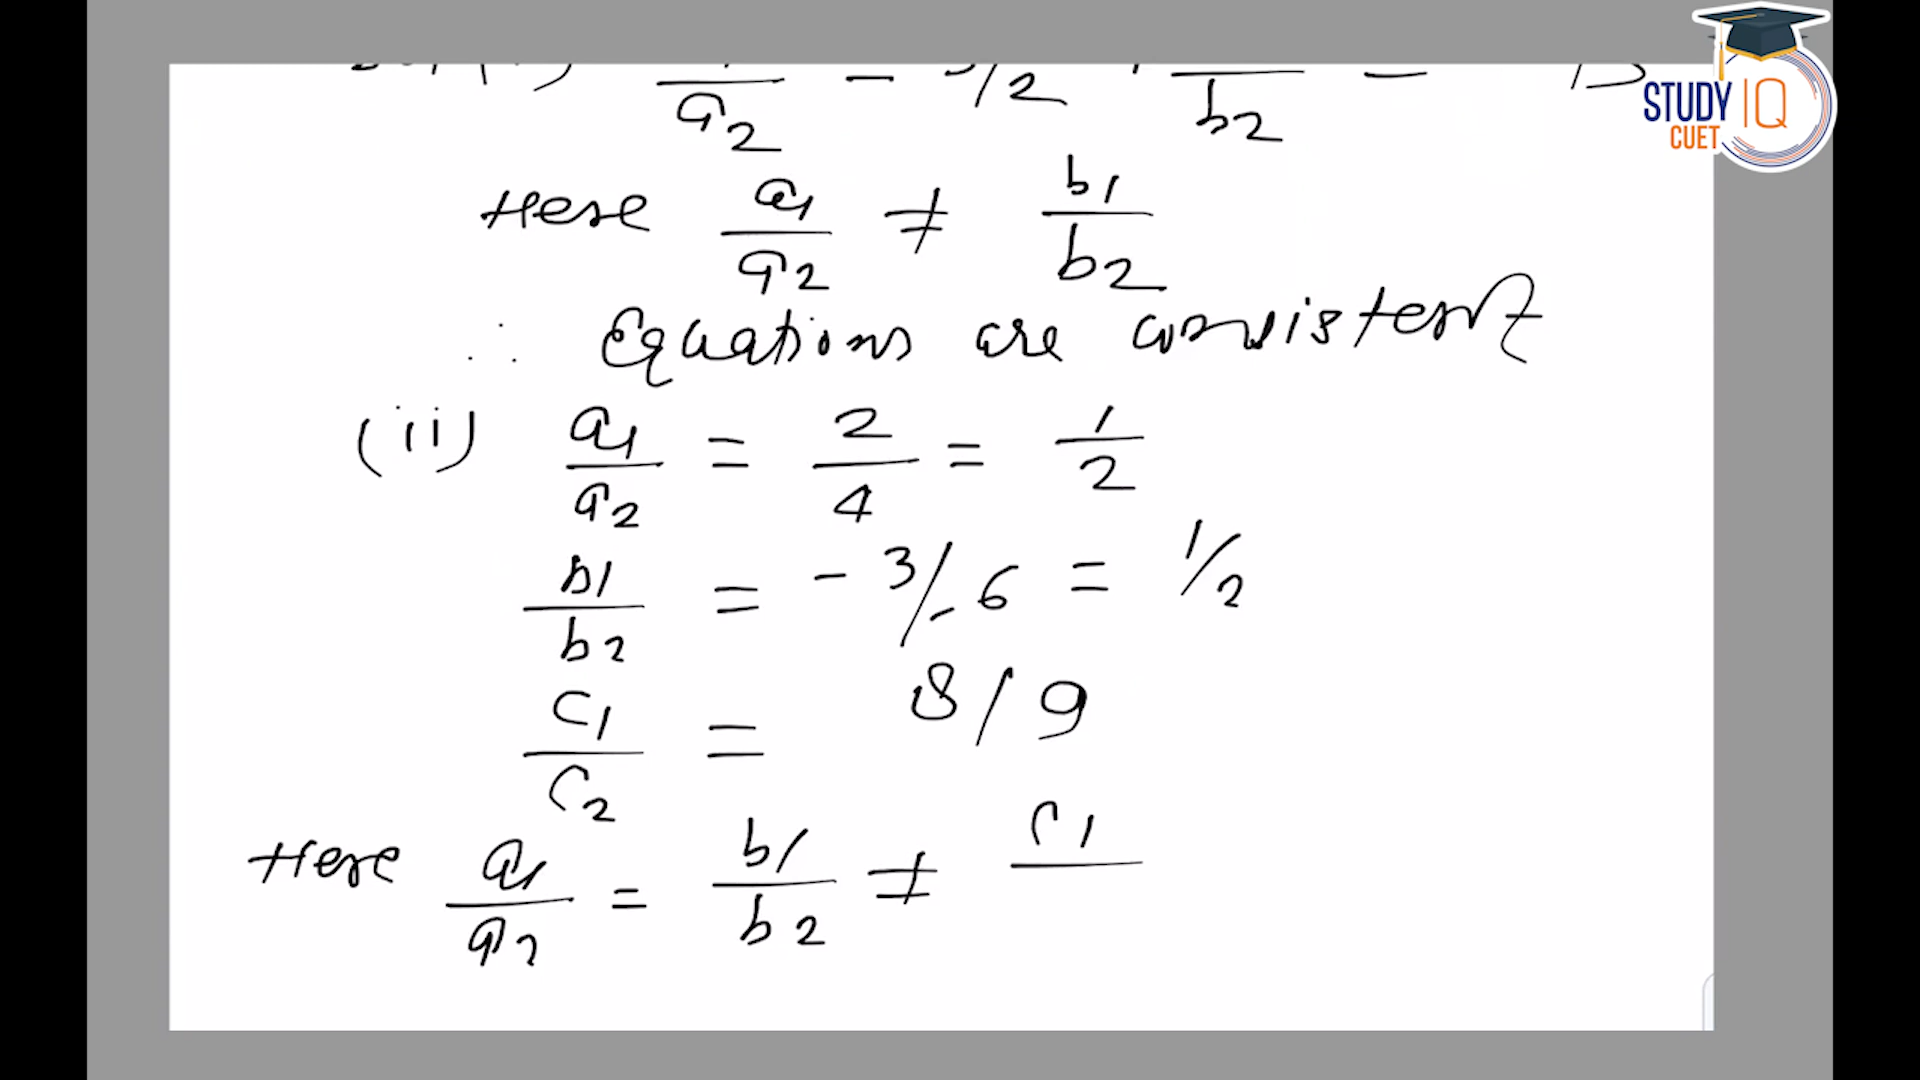 a2 b2
Here a1/a2 ≠ b1/b2
∴ Equations are consistent
(ii) a1/a2 = 2/4 = 1/2
b1/b2 = -3/-6 = 1/2
c1/c2 = 8/9
Here a1/a2 = b1/b2 ≠ c1
STUDY IQ
CUET